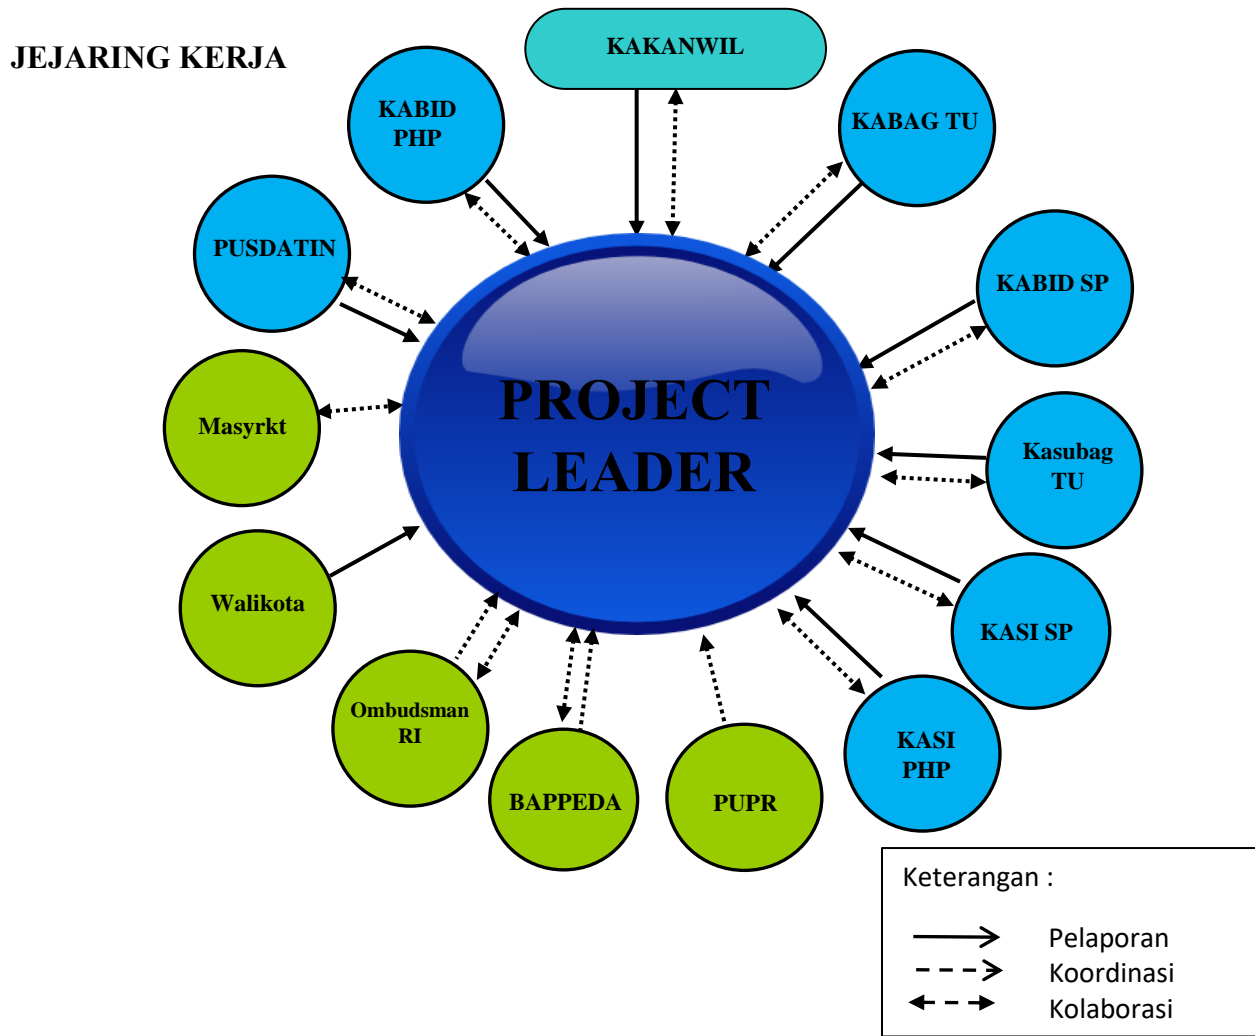 JEJARING KERJA
KAKANWIL
KABID
PHP
KABAG TU
PUSDATIN
KABID SP
PROJECT
LEADER
Masyrkt
Kasubag
TU
Walikota
KASI SP
Ombudsman
RI
BAPPEDA
PUPR
KASI
PHP
Keterangan :
Pelaporan
Koordinasi
Kolaborasi